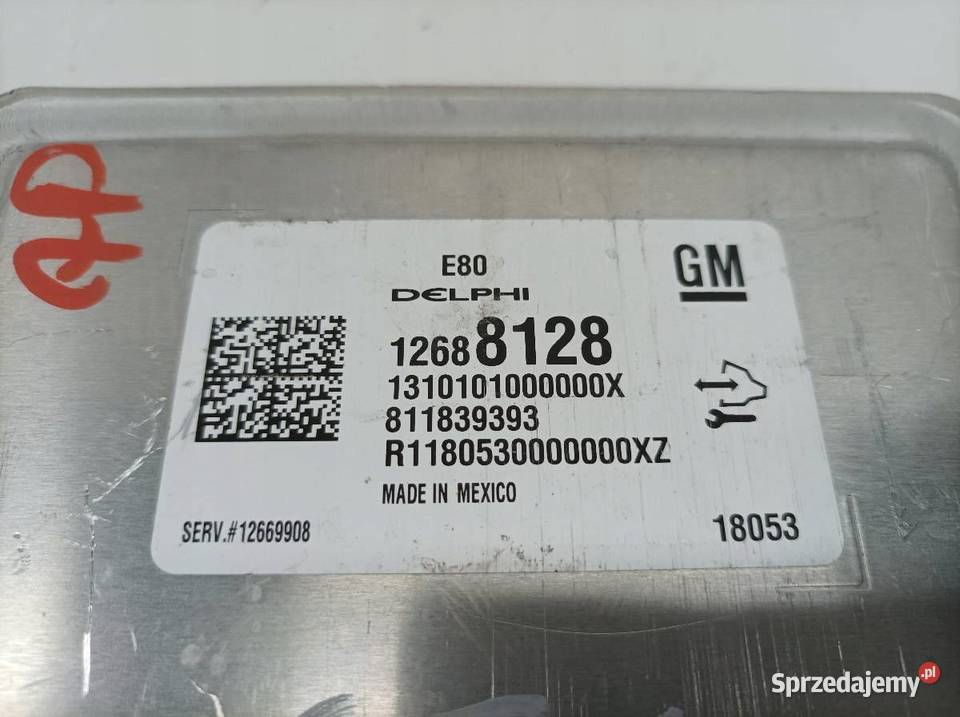 E80
GM
DELPHI
12688128
1310101000000X
811839393
R1180530000000XZ
MADE IN MEXICO
SERV.#12669908
18053
Sprzedajemy.pl